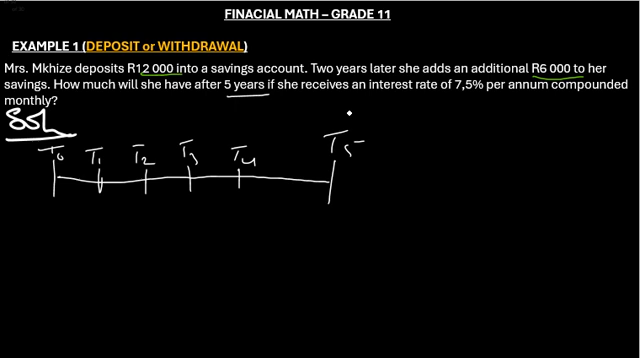 FINACIAL MATH – GRADE 11
EXAMPLE 1 (DEPOSIT or WITHDRAWAL)
Mrs. Mkhize deposits R12 000 into a savings account. Two years later she adds an additional R6 000 to her
savings. How much will she have after 5 years if she receives an interest rate of 7,5% per annum compounded
monthly?
T0 T1 T2 T3 T4 T5